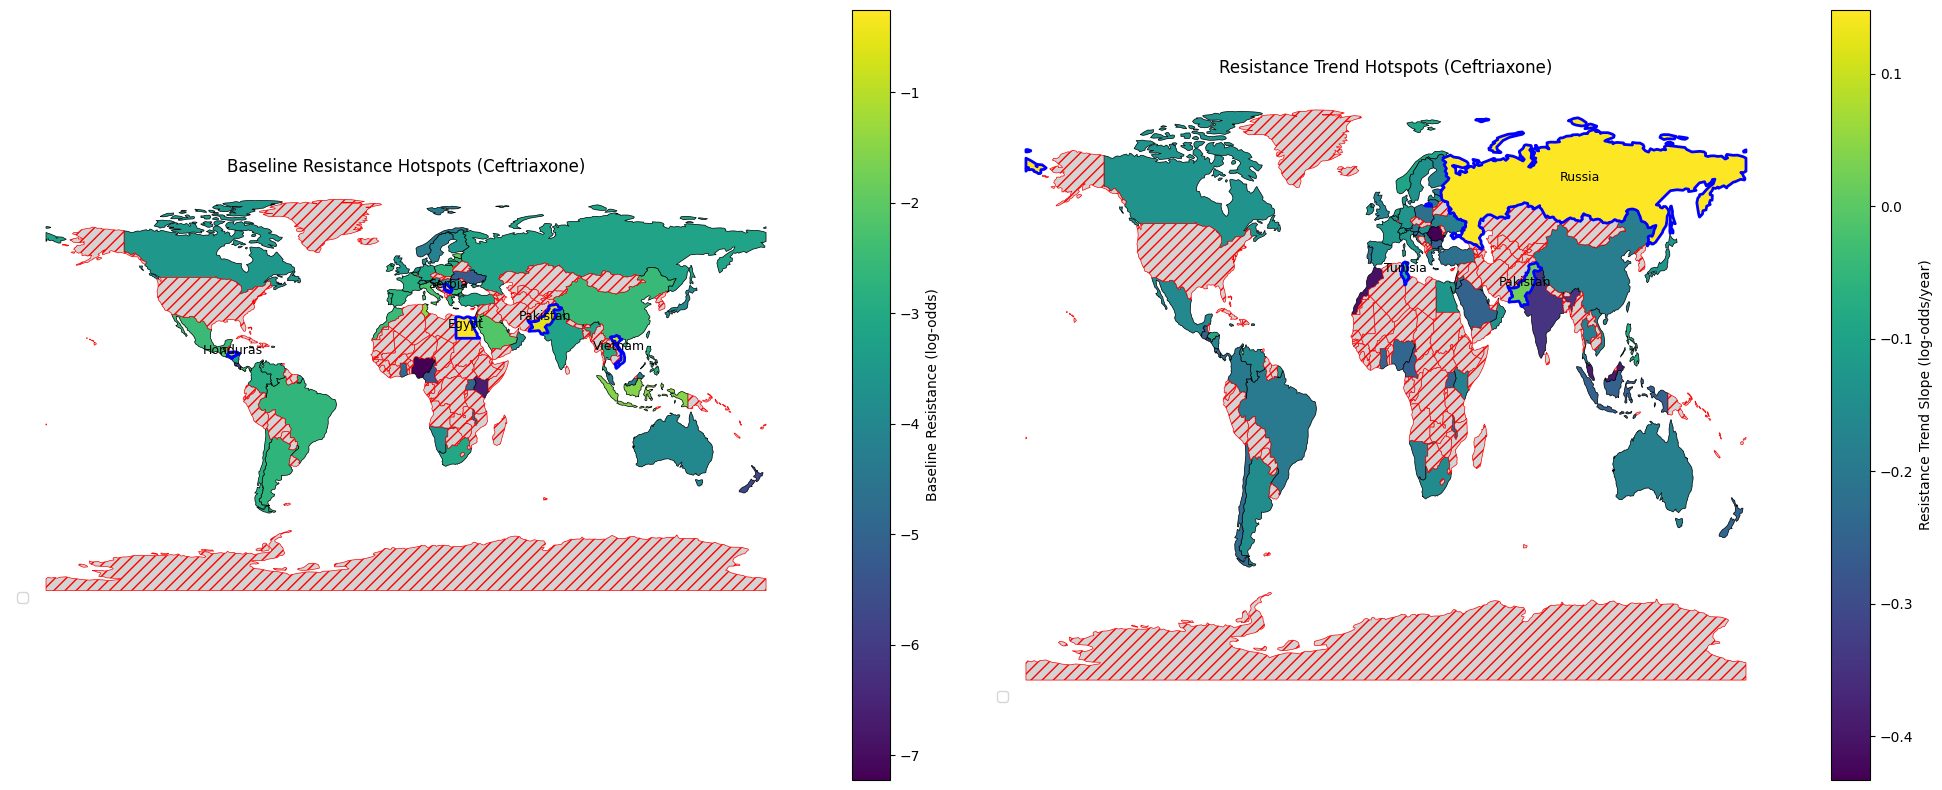 Baseline Resistance Hotspots (Ceftriaxone)
Serbia
Pakistan
Egypt
Vietnam
Honduras
−1
−2
−3
−4
−5
−6
−7
Baseline Resistance (log-odds)
Resistance Trend Hotspots (Ceftriaxone)
Russia
Tunisia
Pakistan
0.1
0.0
−0.1
−0.2
−0.3
−0.4
Resistance Trend Slope (log-odds/year)